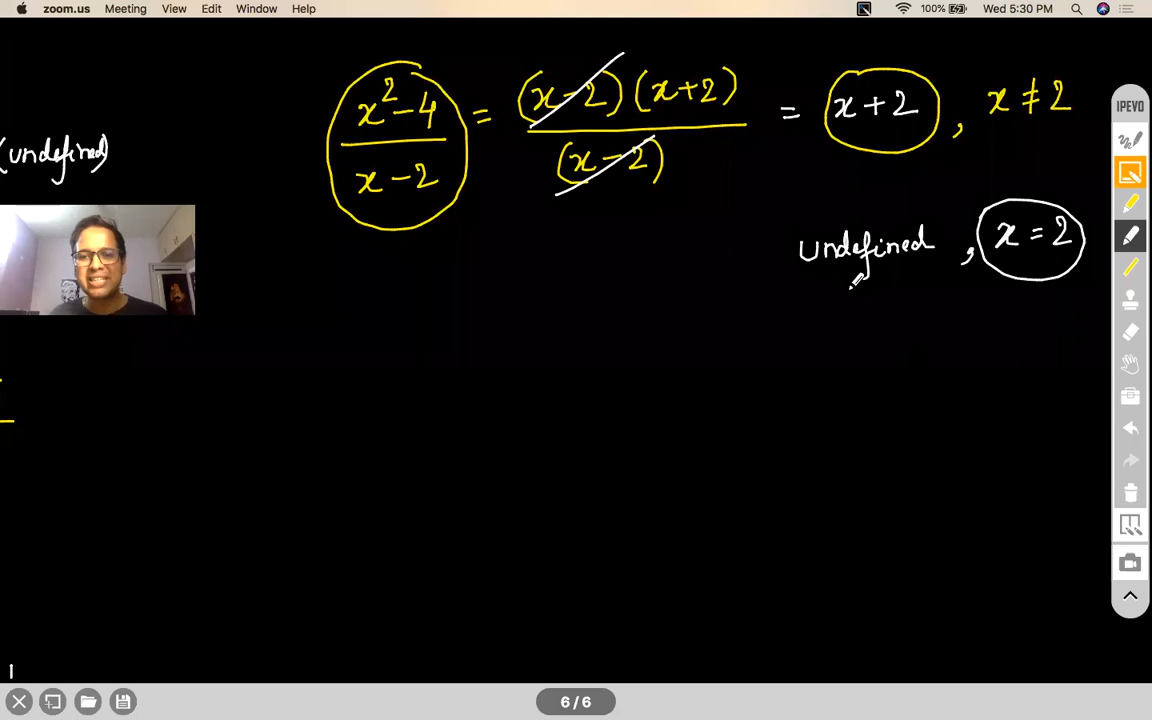 zoom.us Meeting View Edit Window Help 100% Wed 5:30 PM
x² - 4 / x - 2 = (x - 2)(x + 2) / (x - 2) = x + 2 , x ≠ 2
(undefined)
undefined , x = 2
IPEVO
1
6 / 6